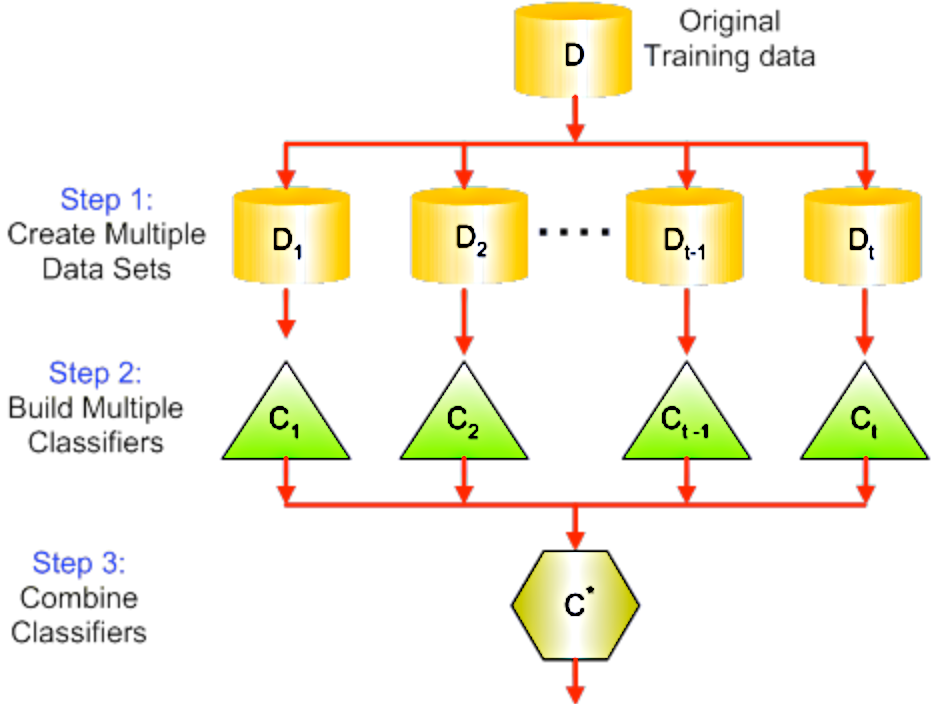 Original
Training data
D
Step 1:
Create Multiple
Data Sets
D₁
D₂
....
Dₜ₋₁
Dₜ
Step 2:
Build Multiple
Classifiers
C₁
C₂
Cₜ₋₁
Cₜ
Step 3:
Combine
Classifiers
C*